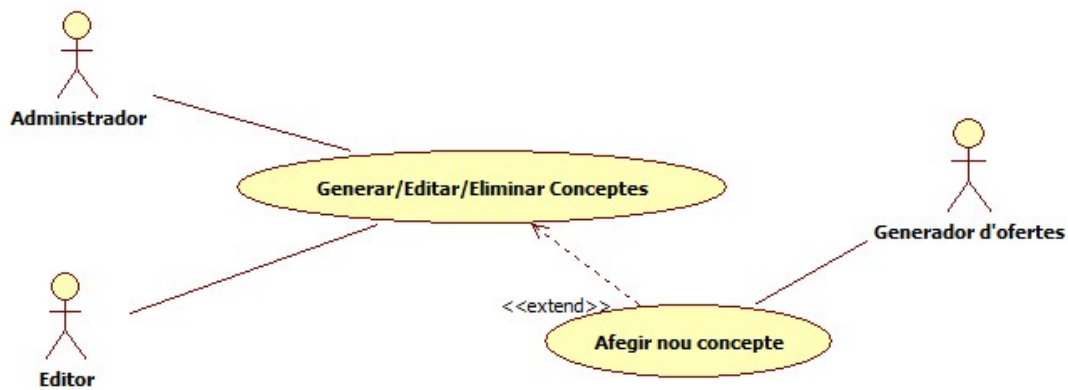 Administrador
Generar/Editar/Eliminar Conceptes
Generador d'ofertes
<<extend>>
Afegir nou concepte
Editor